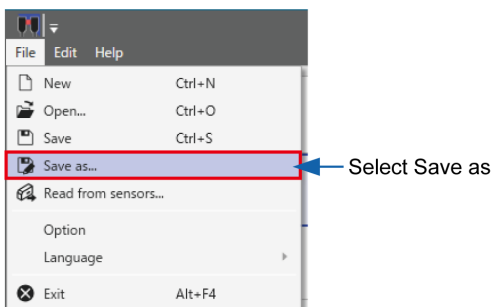 File Edit Help
New Ctrl+N
Open... Ctrl+O
Save Ctrl+S
Save as...
Select Save as
Read from sensors...
Option
Language
Exit Alt+F4